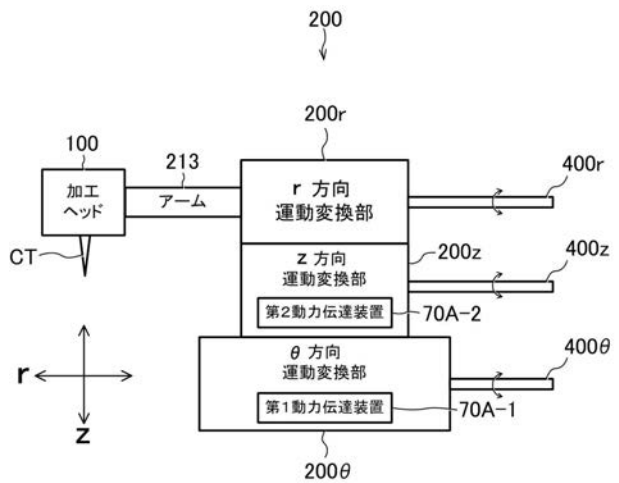 200
200r
100
213
400r
加工
ヘッド
アーム
r 方向
運動変換部
CT
z 方向
運動変換部
200z
400z
第2動力伝達装置
70A-2
θ 方向
運動変換部
400θ
r
z
第1動力伝達装置
70A-1
200θ